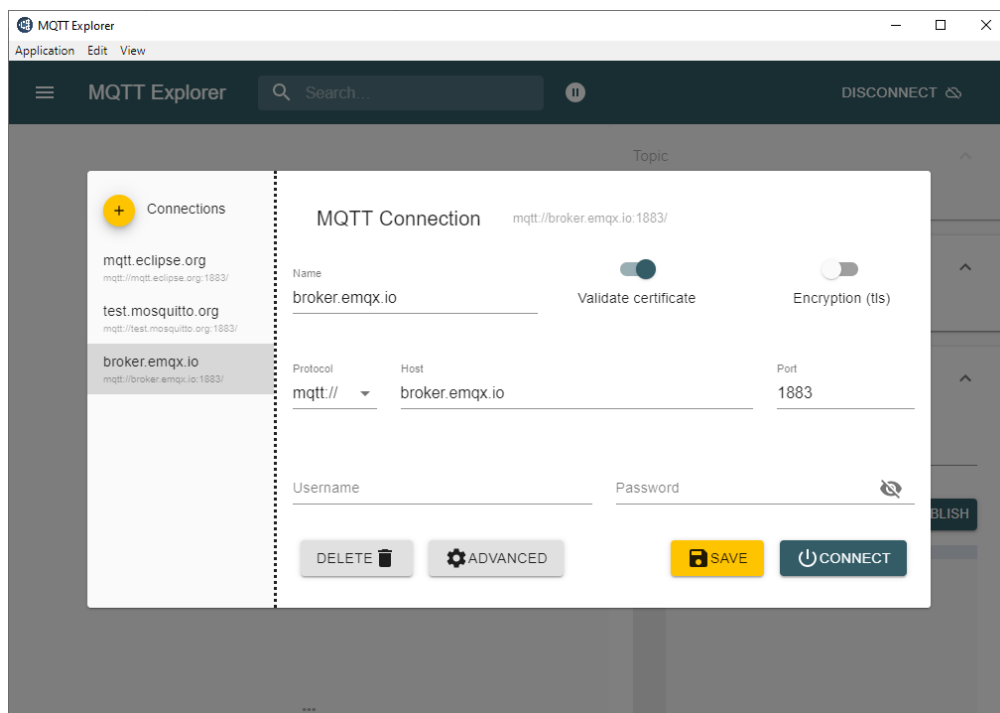 MQTT Explorer
Application Edit View
MQTT Explorer Search... DISCONNECT
Topic
Connections
mqtt.eclipse.org
mqtt://mqtt.eclipse.org:1883/
test.mosquitto.org
mqtt://test.mosquitto.org:1883/
broker.emqx.io
mqtt://broker.emqx.io:1883/
MQTT Connection mqtt://broker.emqx.io:1883/
Name
broker.emqx.io
Validate certificate Encryption (tls)
Protocol Host Port
mqtt:// broker.emqx.io 1883
Username Password
DELETE ADVANCED SAVE CONNECT
BLISH